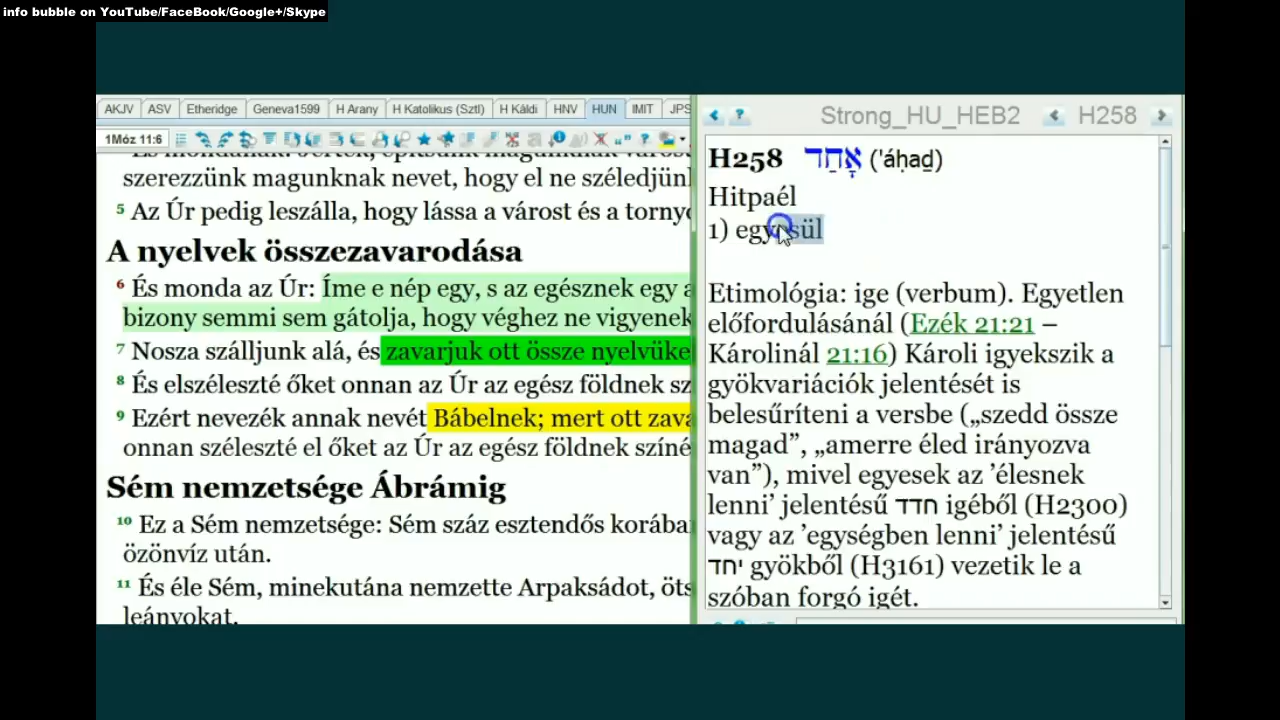 info bubble on YouTube/FaceBook/Google+/Skype
AKJV ASV Etheridge Geneva1599 H Arany H Katolikus (Sztl) H Káldi HNV HUN IMIT JPS
1Móz 11:6
szerezzünk magunknak nevet, hogy el ne széledjün
5 Az Úr pedig leszálla, hogy lássa a várost és a tornyo
A nyelvek összezavarodása
6 És monda az Úr: Íme e nép egy, s az egésznek egy a
bizony semmi sem gátolja, hogy véghez ne vigyenek
7 Nosza szálljunk alá, és zavarjuk ott össze nyelvüke
8 És elszéleszté őket onnan az Úr az egész földnek sz
9 Ezért nevezék annak nevét Bábelnek; mert ott zava
onnan széleszté el őket az Úr az egész földnek színé
Sém nemzetsége Ábrámig
10 Ez a Sém nemzetsége: Sém száz esztendős korába
özönvíz után.
11 És éle Sém, minekutána nemzette Arpaksádot, öts
leányokat.
Strong_HU_HEB2 H258
H258 אָחַד ('áḥaḏ)
Hitpaél
1) egyesül
Etimológia: ige (verbum). Egyetlen
előfordulásánál (Ezék 21:21 –
Károlinál 21:16) Károli igyekszik a
gyökvariációk jelentését is
belesűríteni a versbe („szedd össze
magad”, „amerre éled irányozva
van”), mivel egyesek az ’élesnek
lenni’ jelentésű חדד igéből (H2300)
vagy az ’egységben lenni’ jelentésű
יחד gyökből (H3161) vezetik le a
szóban forgó igét.